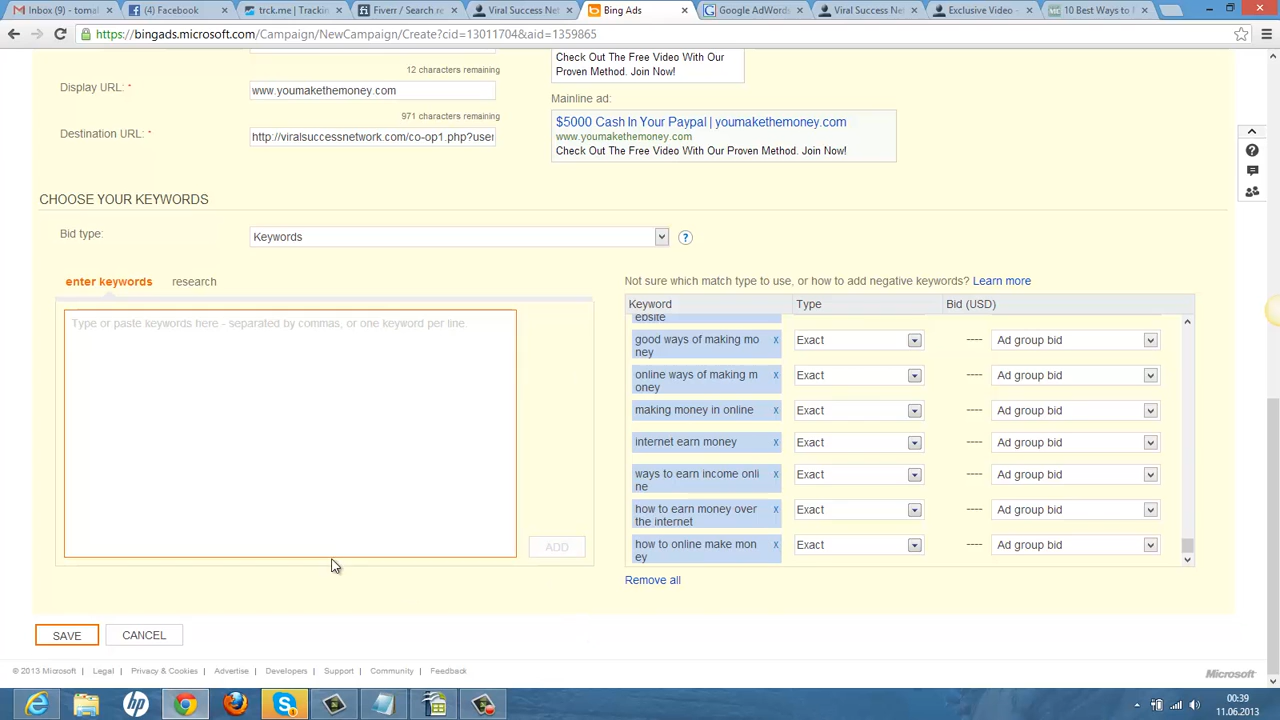 Inbox (9) - tomal
(4) Facebook
trck.me | Trackin
Fiverr / Search re
Viral Success Net
Bing Ads
Google AdWords
Viral Success Net
Exclusive Video -
10 Best Ways to
https://bingads.microsoft.com/Campaign/NewCampaign/Create?cid=13011704&aid=1359865
Check Out The Free Video With Our
Proven Method. Join Now!
12 characters remaining
Display URL: *
www.youmakethemoney.com
Mainline ad:
971 characters remaining
Destination URL: *
http://viralsuccessnetwork.com/co-op1.php?user
$5000 Cash In Your Paypal | youmakethemoney.com
www.youmakethemoney.com
Check Out The Free Video With Our Proven Method. Join Now!
CHOOSE YOUR KEYWORDS
Bid type:
Keywords
?
enter keywords
research
Not sure which match type to use, or how to add negative keywords? Learn more
Keyword
Type
Bid (USD)
Type or paste keywords here - separated by commas, or one keyword per line.
ebsite
good ways of making mo
ney
x
Exact
----
Ad group bid
online ways of making m
oney
x
Exact
----
Ad group bid
making money in online
x
Exact
----
Ad group bid
internet earn money
x
Exact
----
Ad group bid
ways to earn income onli
ne
x
Exact
----
Ad group bid
how to earn money over
the internet
x
Exact
----
Ad group bid
how to online make mon
ey
x
Exact
----
Ad group bid
ADD
Remove all
SAVE
CANCEL
© 2013 Microsoft | Legal | Privacy & Cookies | Advertise | Developers | Support | Community | Feedback
Microsoft
00:39
11.06.2013